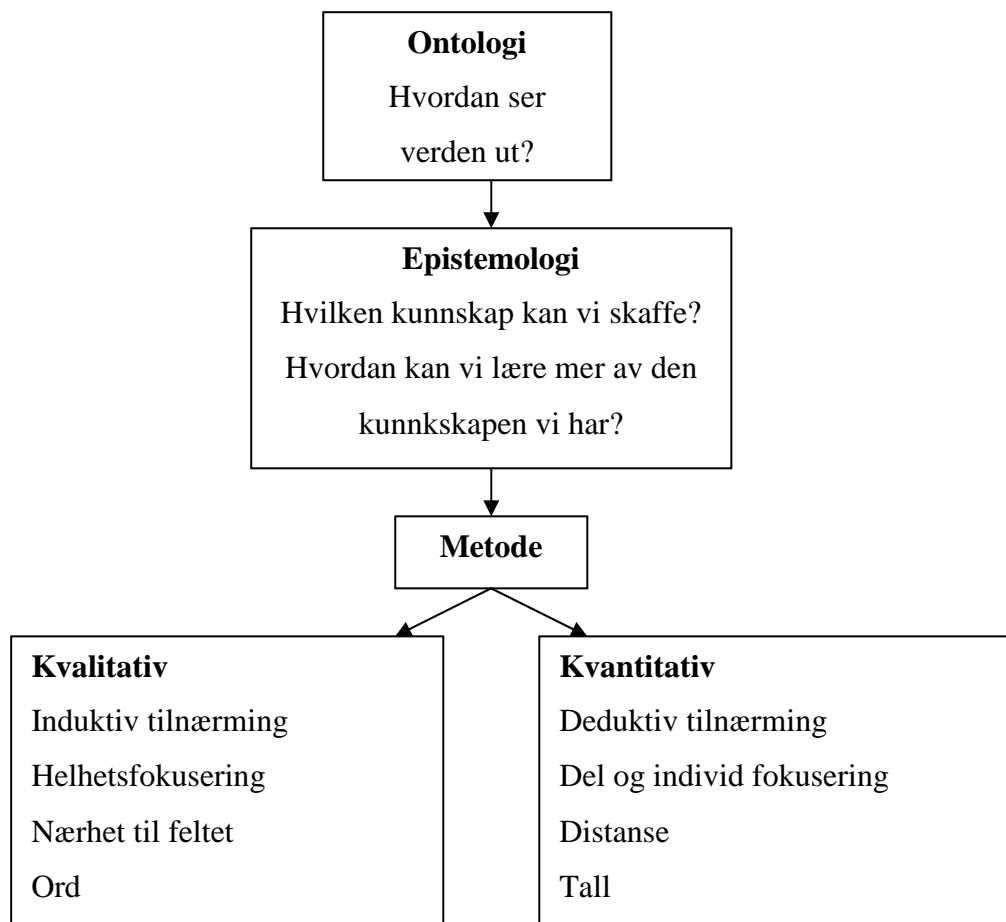 Ontologi
Hvordan ser
verden ut?
Epistemologi
Hvilken kunnskap kan vi skaffe?
Hvordan kan vi lære mer av den
kunnkskapen vi har?
Metode
Kvalitativ
Induktiv tilnærming
Helhetsfokusering
Nærhet til feltet
Ord
Kvantitativ
Deduktiv tilnærming
Del og individ fokusering
Distanse
Tall